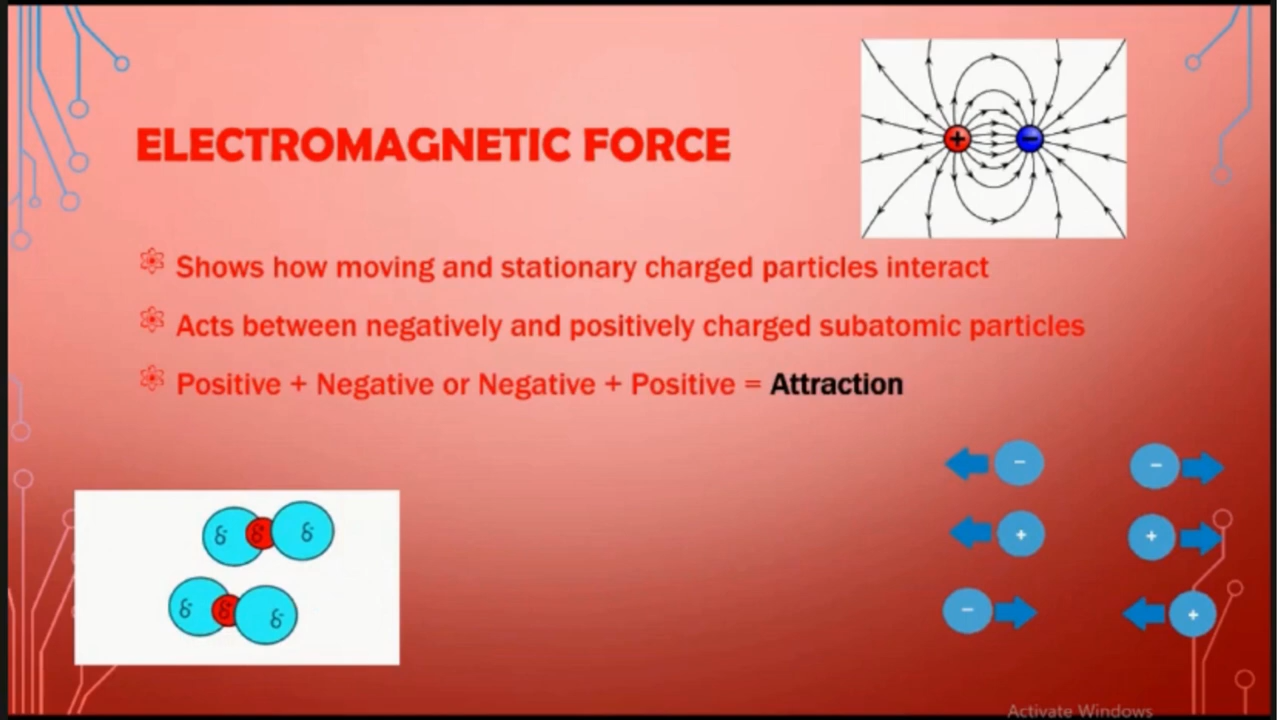 ELECTROMAGNETIC FORCE
+ −
Shows how moving and stationary charged particles interact
Acts between negatively and positively charged subatomic particles
Positive + Negative or Negative + Positive = Attraction
− −
+ +
− +
Activate Windows